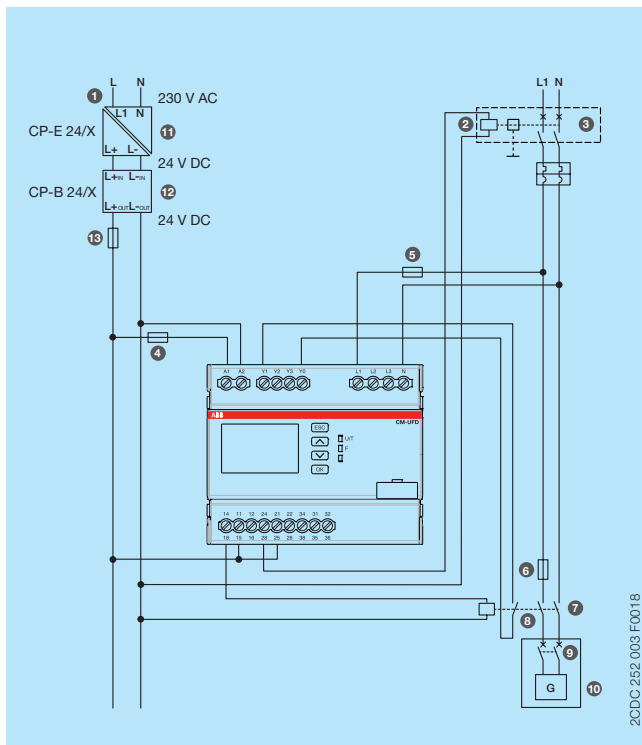 L N
1 230 V AC
L1 N
CP-E 24/X 11
L+ L-
24 V DC
L+IN L-IN
CP-B 24/X 12
L+OUT L-OUT
24 V DC
13
L1 N
2 3
5
4
A1 A2 Y1 Y2 Y3 Y0 L1 L2 L3 N
ABB
CM-UFD
ESC
U/T
F
OK
14 11 12 24 21 22 34 31 32
18 15 16 28 25 26 38 35 36
6
7
8
9
G
10
2CDC 252 003 F0018